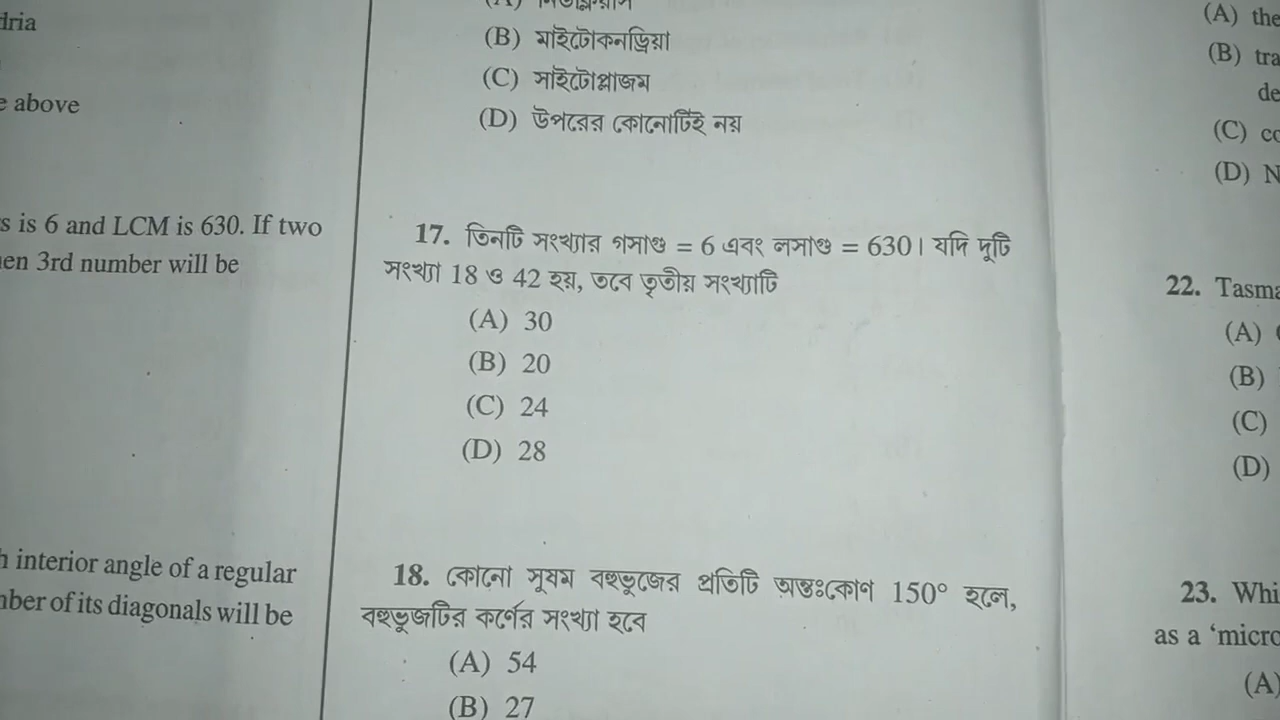 dria
above
s is 6 and LCM is 630. If two
en 3rd number will be
interior angle of a regular
ber of its diagonals will be
(B) মাইটোকনড্রিয়া
(C) সাইটোপ্লাজম
(D) উপরের কোনোটিই নয়
17. তিনটি সংখ্যার গসাগু = 6 এবং লসাগু = 630। যদি দুটি
সংখ্যা 18 ও 42 হয়, তবে তৃতীয় সংখ্যাটি
(A) 30
(B) 20
(C) 24
(D) 28
18. কোনো সুষম বহুভুজের প্রতিটি অন্তঃকোণ 150° হলে,
বহুভুজটির কর্ণের সংখ্যা হবে
(A) 54
(B) 27
(A) the
(B) tra
de
(C) co
(D) N
22. Tasma
(A)
(B)
(C)
(D)
23. Whi
as a ‘micro
(A)